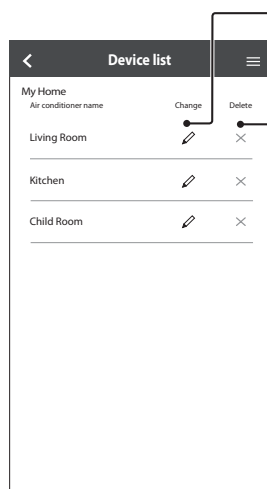 Device list
My Home
Air conditioner name Change Delete
Living Room
Kitchen
Child Room